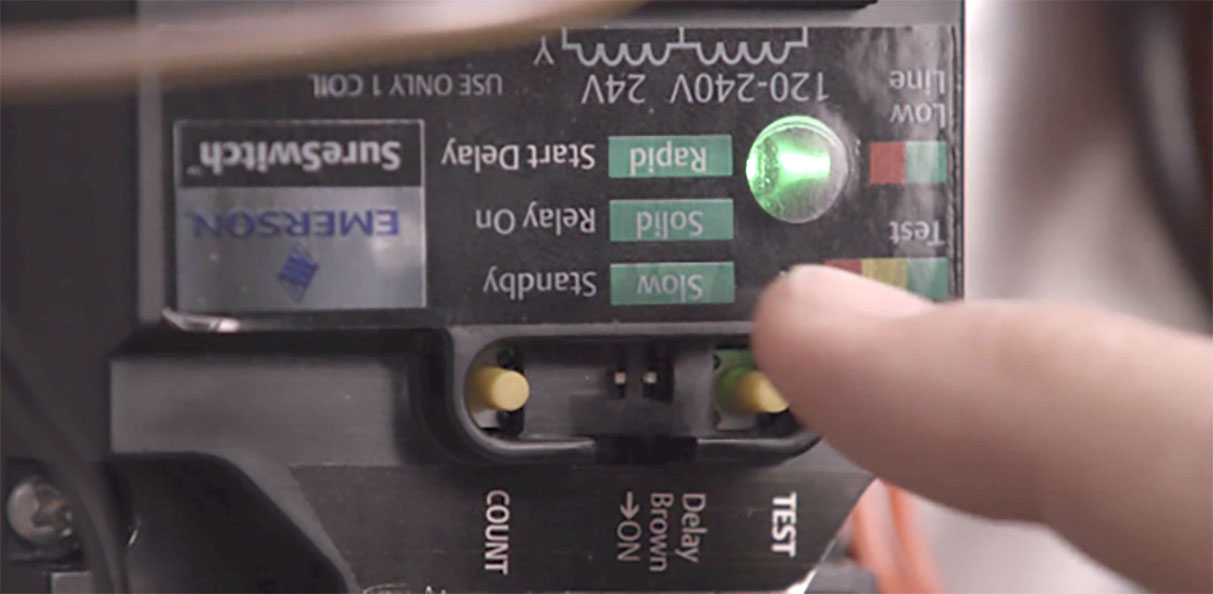 TEST
Delay
Brown
→ON
COUNT
Test
Slow Standby
Solid Relay On
Rapid Start Delay
EMERSON
SureSwitch™
Low
Line
120-240V 24V
USE ONLY 1 COIL
Y